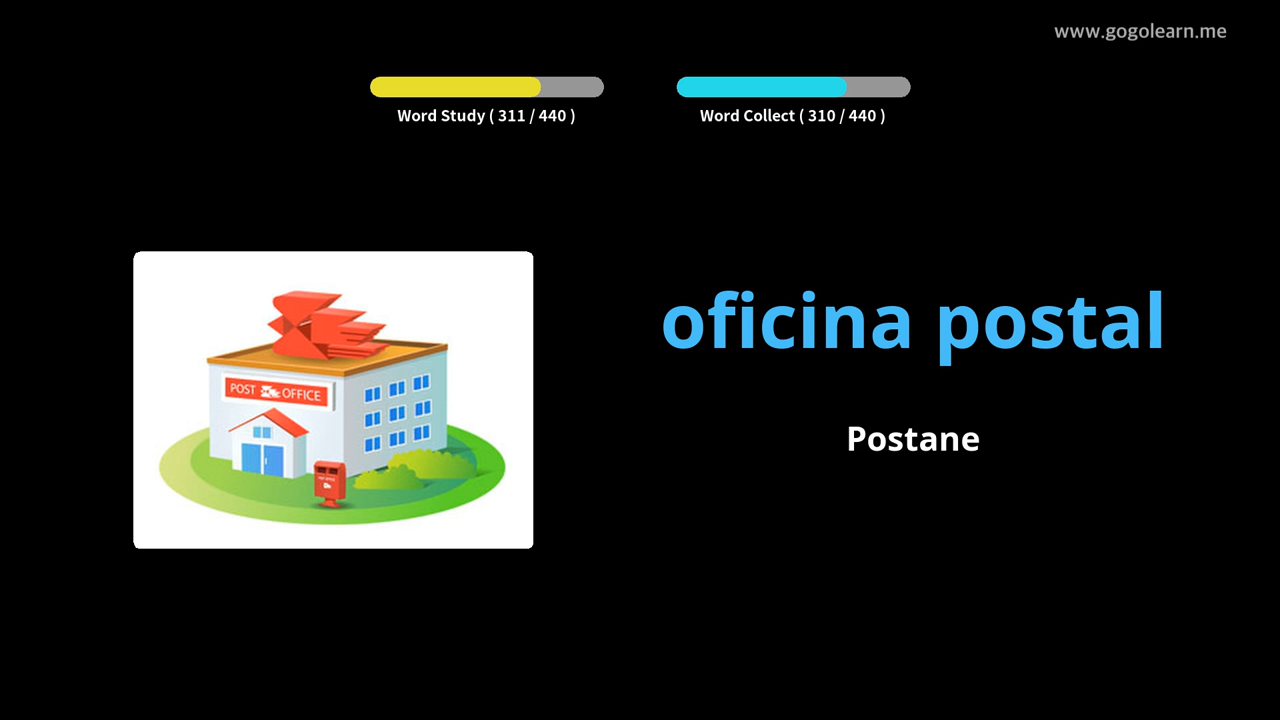 www.gogolearn.me
Word Study ( 311 / 440 )
Word Collect ( 310 / 440 )
POST OFFICE
oficina postal
Postane